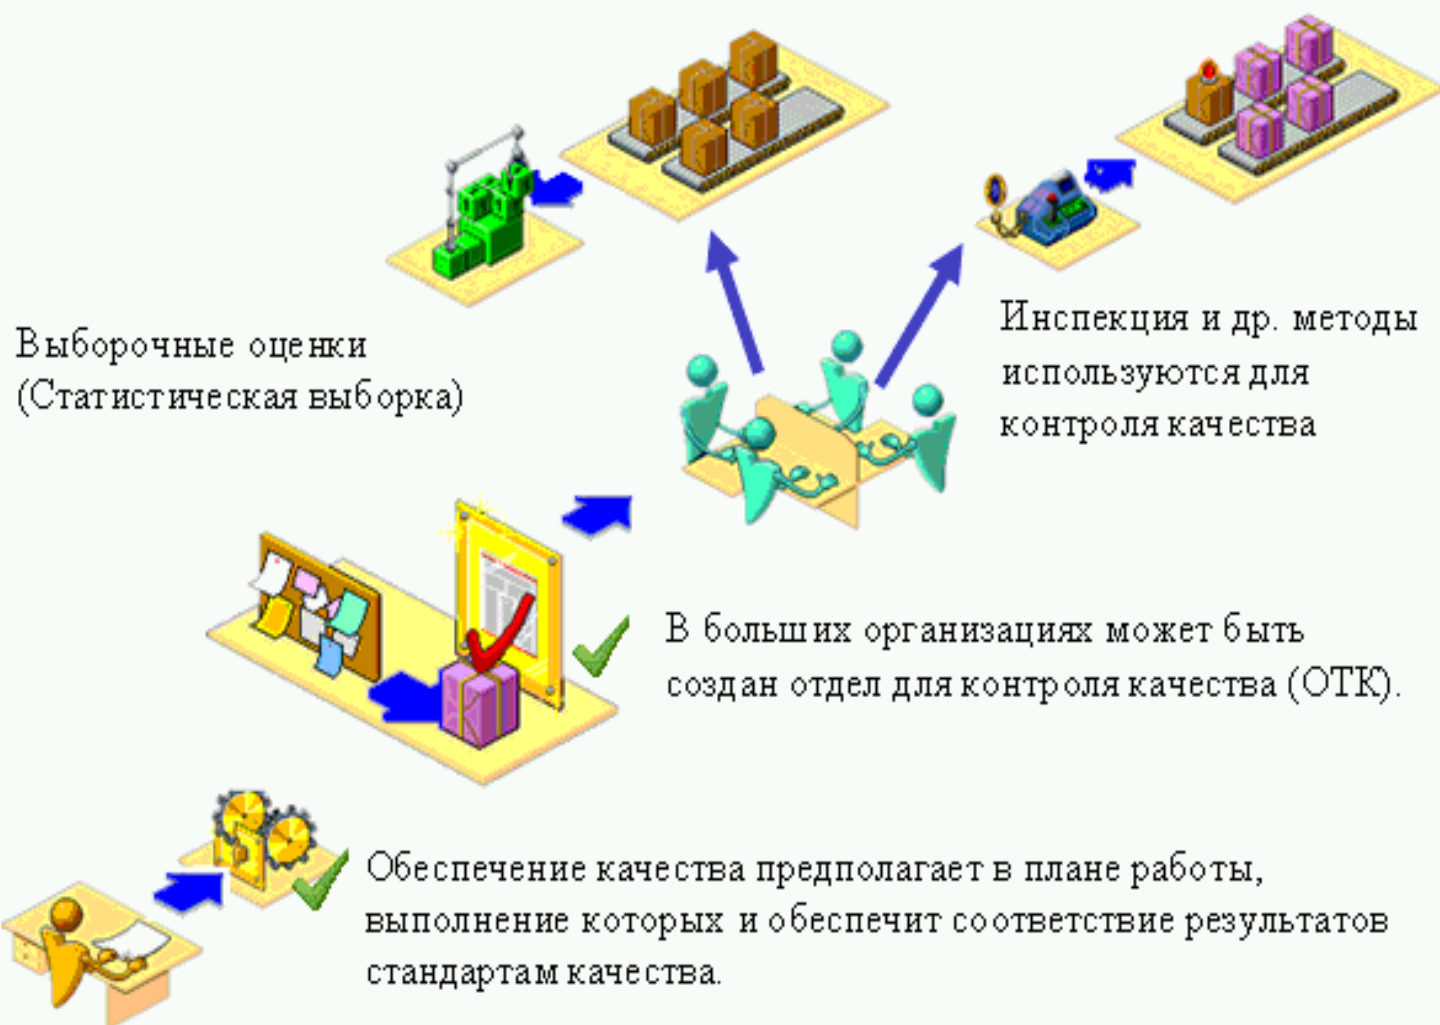 Выборочные оценки
(Статистическая выборка)
Инспекция и др. методы
используются для
контроля качества
В больших организациях может быть
создан отдел для контроля качества (ОТК).
Обеспечение качества предполагает в плане работы,
выполнение которых и обеспечит соответствие результатов
стандартам качества.